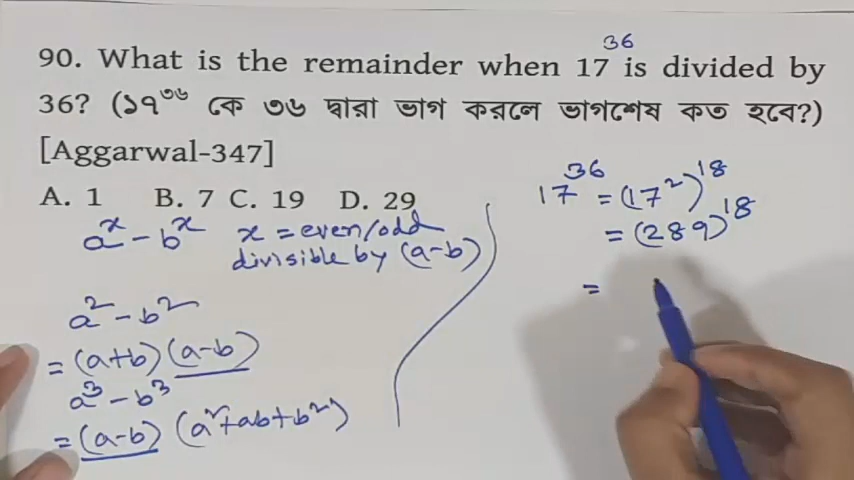 36
90. What is the remainder when 17 is divided by
36? (১৭^৩৬ কে ৩৬ দ্বারা ভাগ করলে ভাগশেষ কত হবে?)
[Aggarwal-347]
A. 1 B. 7 C. 19 D. 29
a^x - b^x x = even/odd
divisible by (a-b)
a^2 - b^2
= (a+b)(a-b)
a^3 - b^3
= (a-b) (a^2+ab+b^2)
17^36 = (17^2)^18
= (289)^18
=